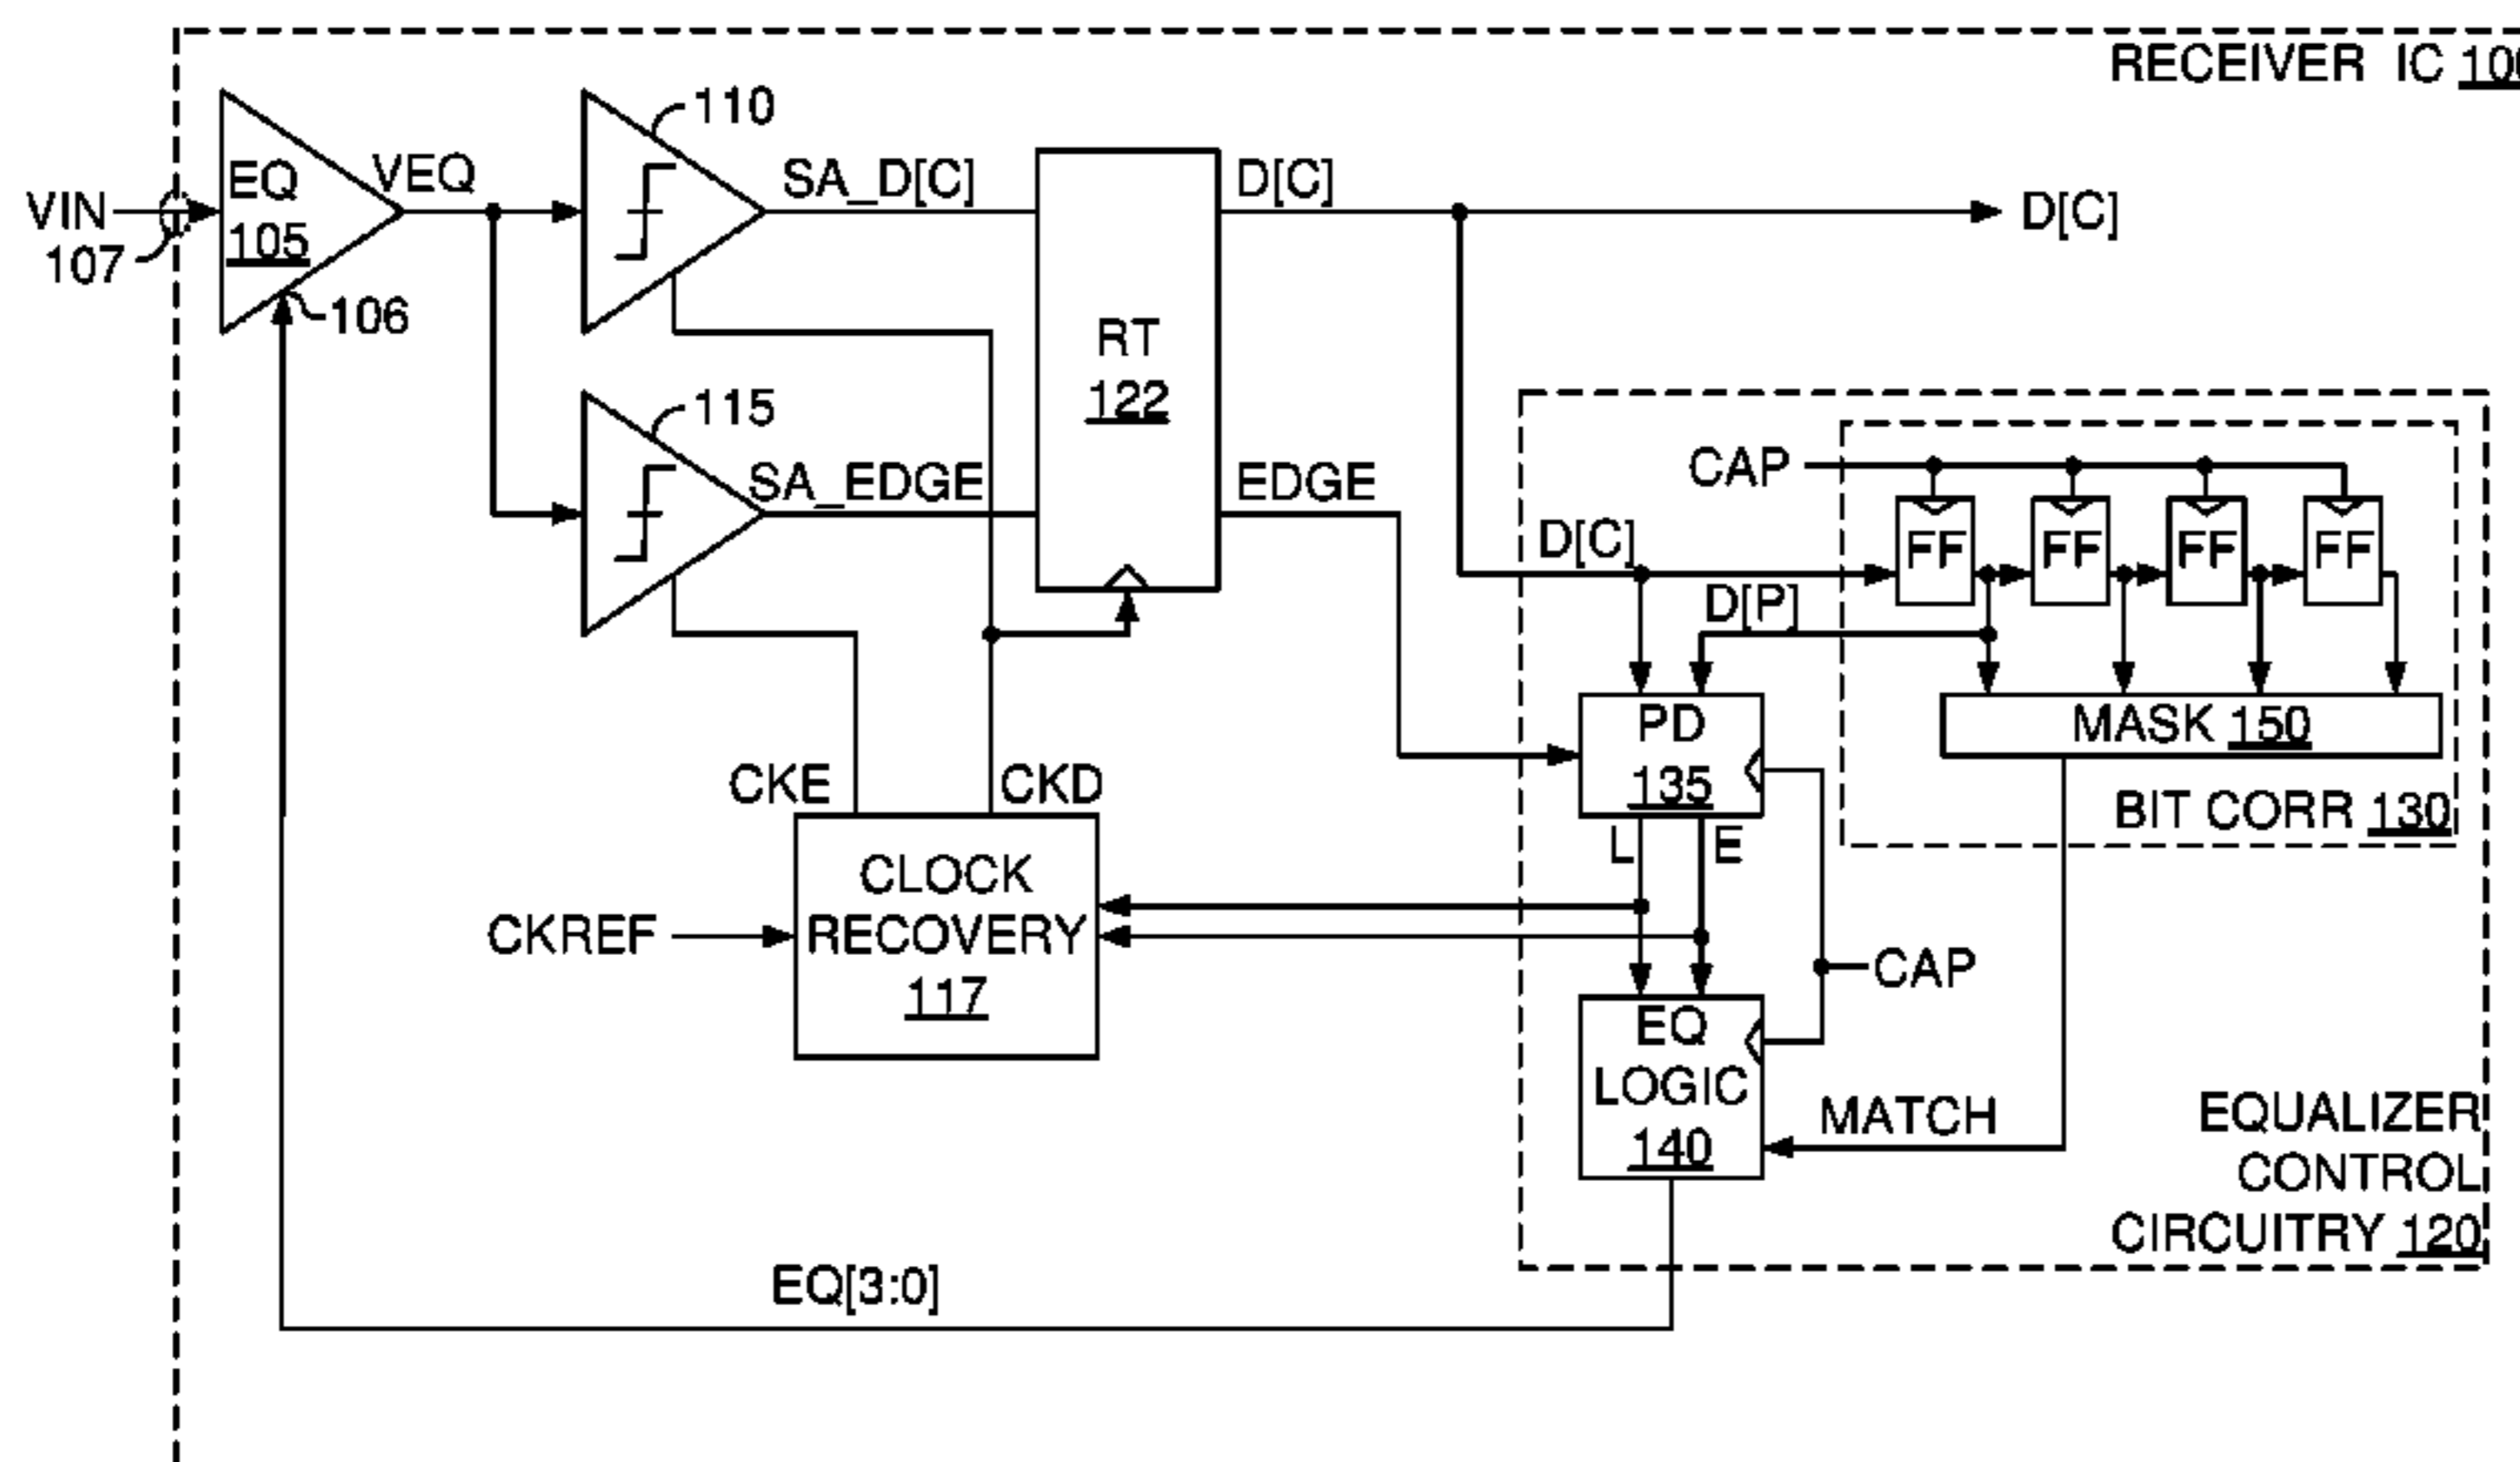 RECEIVER IC
110
EQ
VEQ
SA_D[C]
D[C]
VIN
D[C]
105
107
106
RT
122
115
CAP
SA_EDGE
EDGE
FF FF FF FF
D[C]
D[P]
PD
135
MASK 150
CKE
CKD
BIT CORR 130
L
E
CLOCK
RECOVERY
117
CKREF
CAP
EQ
LOGIC
140
MATCH
EQUALIZER
CONTROL
CIRCUITRY 120
EQ[3:0]